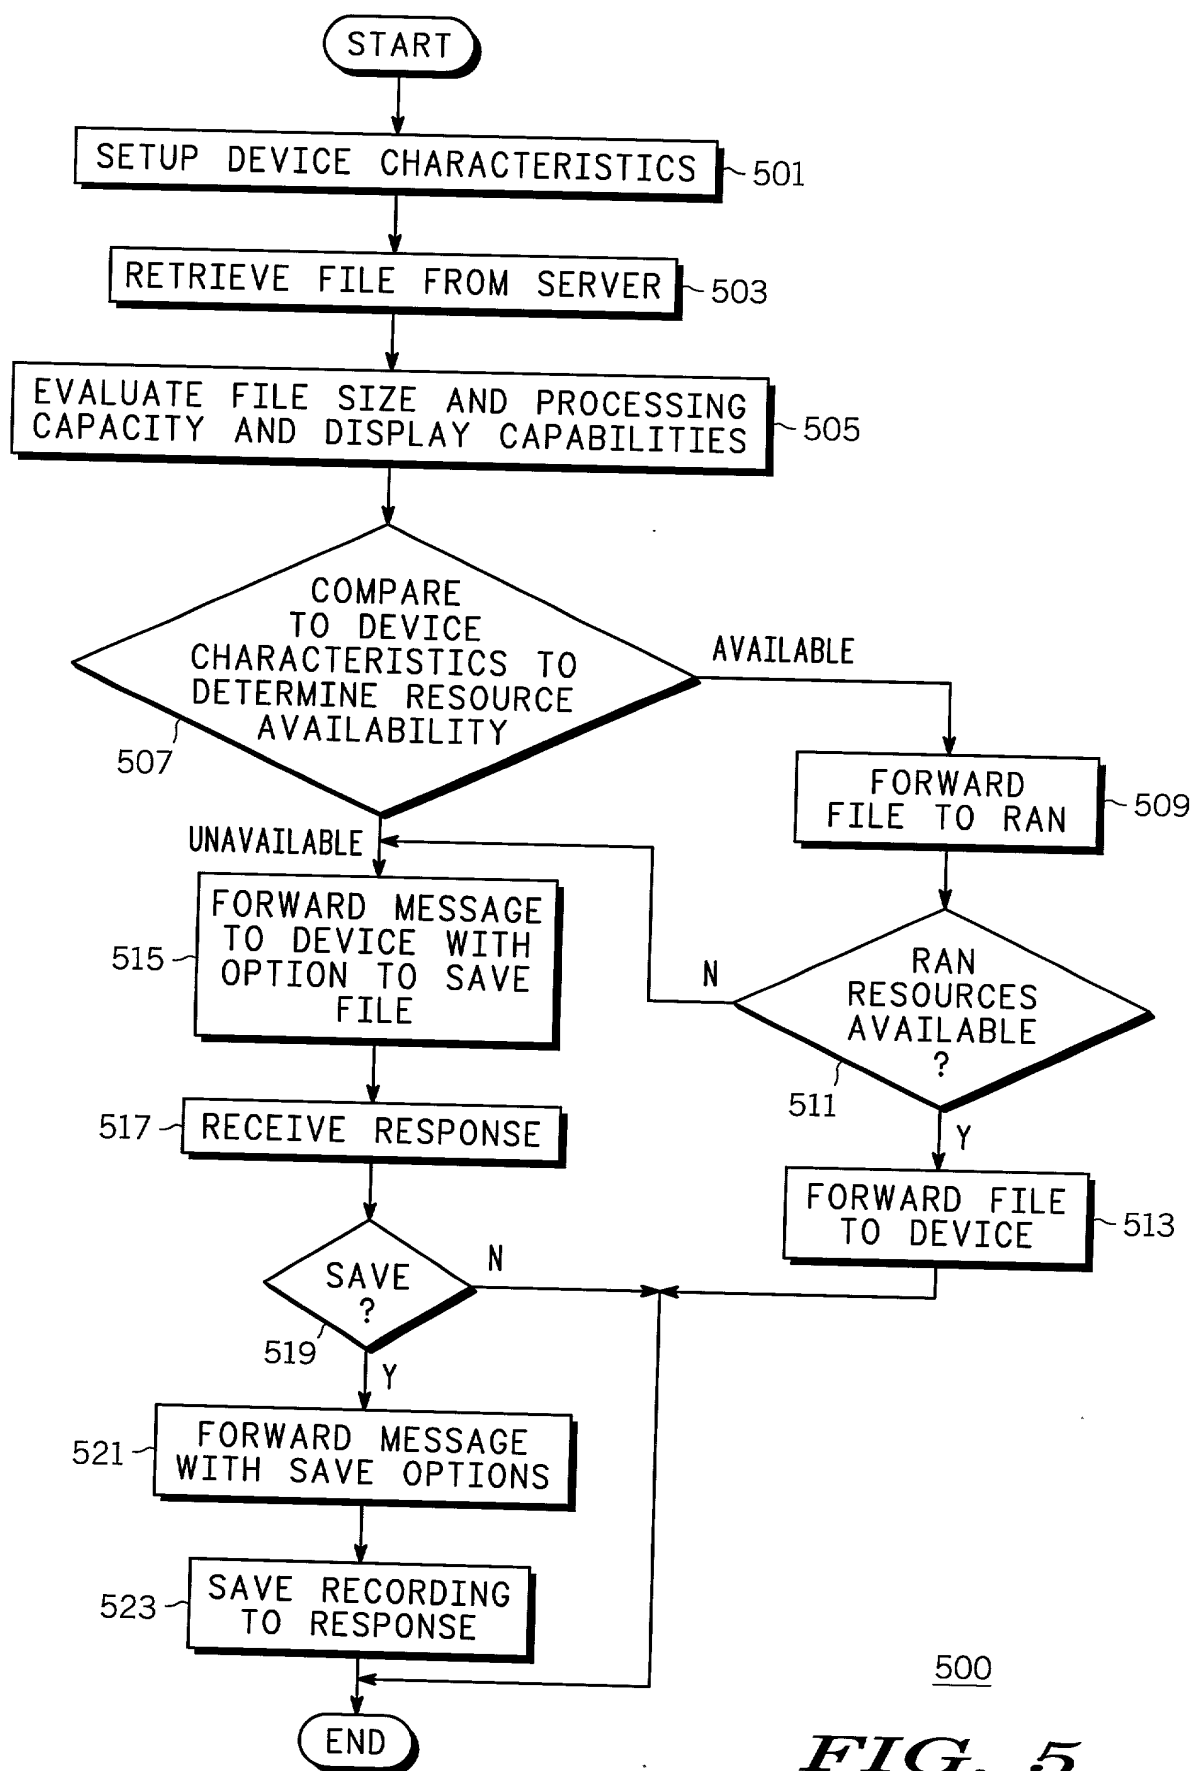 START
SETUP DEVICE CHARACTERISTICS
501
RETRIEVE FILE FROM SERVER
503
EVALUATE FILE SIZE AND PROCESSING
CAPACITY AND DISPLAY CAPABILITIES
505
COMPARE
TO DEVICE
CHARACTERISTICS TO
DETERMINE RESOURCE
AVAILABILITY
507
AVAILABLE
FORWARD
FILE TO RAN
509
UNAVAILABLE
FORWARD MESSAGE
TO DEVICE WITH
OPTION TO SAVE
FILE
515
N
RAN
RESOURCES
AVAILABLE
?
511
Y
517
RECEIVE RESPONSE
FORWARD FILE
TO DEVICE
513
SAVE
?
519
N
Y
521
FORWARD MESSAGE
WITH SAVE OPTIONS
523
SAVE RECORDING
TO RESPONSE
END
500
FIG. 5